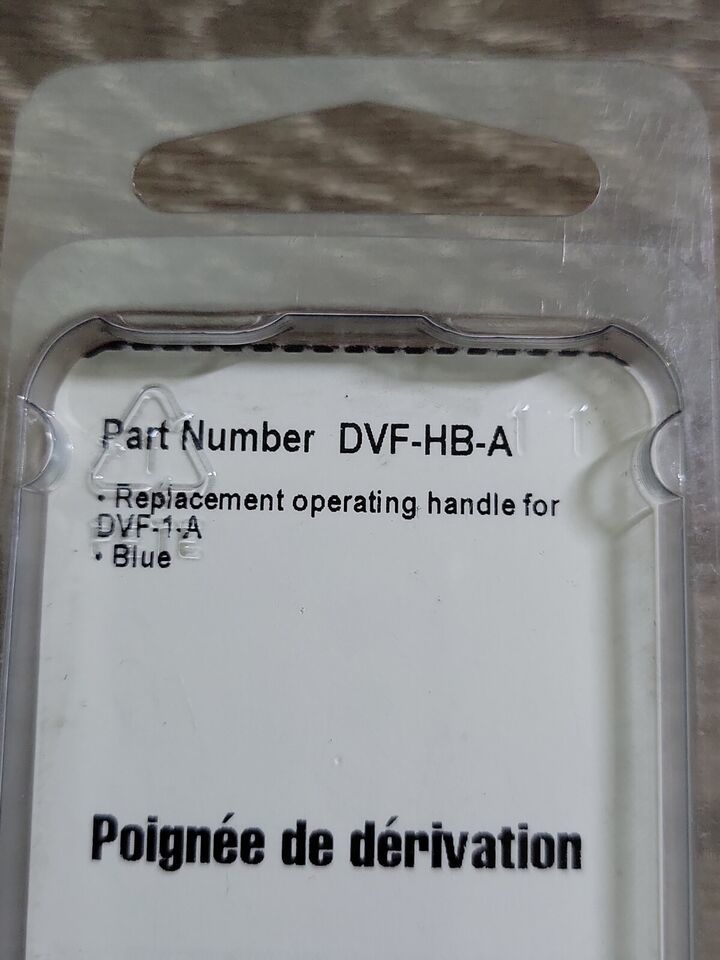 Part Number DVF-HB-A
• Replacement operating handle for
DVF-1-A
• Blue
Poignée de dérivation